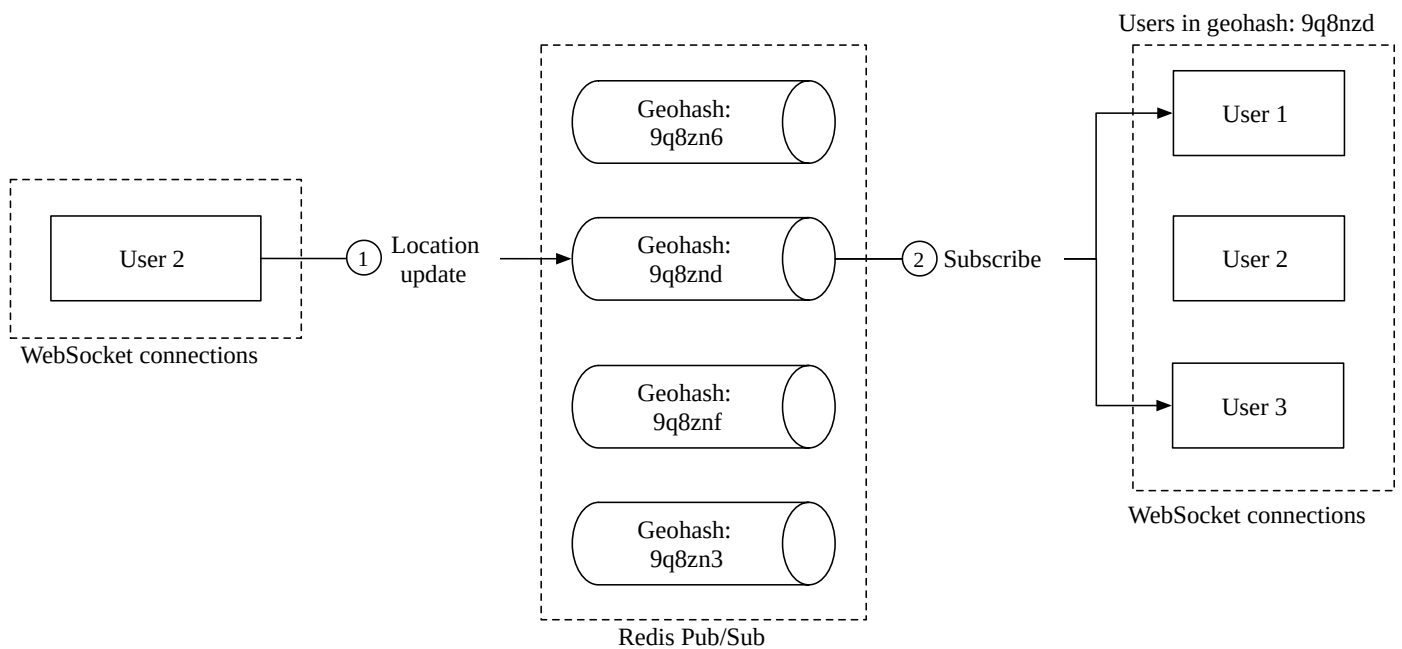 Users in geohash: 9q8nzd
User 2
WebSocket connections
1
Location
update
Geohash:
9q8zn6
Geohash:
9q8znd
Geohash:
9q8znf
Geohash:
9q8zn3
Redis Pub/Sub
2
Subscribe
User 1
User 2
User 3
WebSocket connections